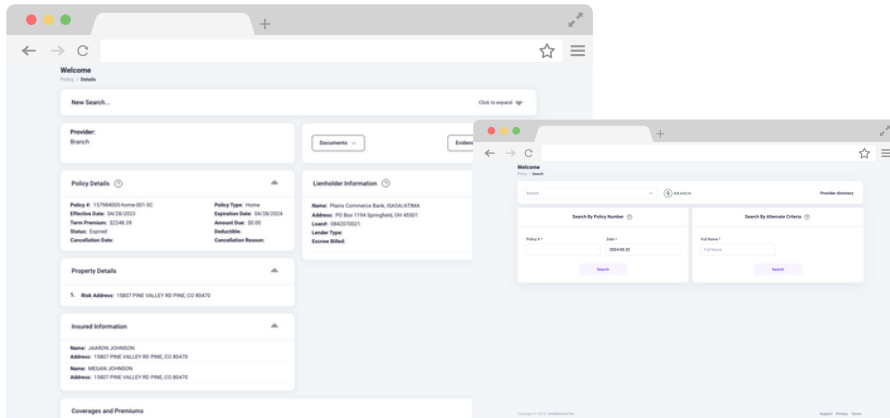 Welcome
Policy / Details
New Search...
Click to expand
Provider:
Branch
Documents
Policy Details
Policy #: 157984005-home-001-SC
Effective Date: 04/28/2023
Term Premium: $2248.39
Status: Expired
Cancellation Date:
Policy Type: Home
Expiration Date: 04/28/2024
Amount Due: $0.00
Deductible:
Cancellation Reason:
Lienholder Information
Name: Plains Commerce Bank, ISAOA/ATIMA
Address: PO Box 1194 Springfield, OH 45501
Loan#: 0842070021
Lender Type:
Escrow Billed:
Property Details
1. Risk Address: 15807 PINE VALLEY RD PINE, CO 80470
Insured Information
Name: JAARON JOHNSON
Address: 15807 PINE VALLEY RD PINE, CO 80470
Name: MEGAN JOHNSON
Address: 15807 PINE VALLEY RD PINE, CO 80470
Coverages and Premiums
Welcome
Policy / Search
Branch
BRANCH
Provider directory
Search By Policy Number
Policy # *
Date *
2024-05-22
Search
Search By Alternate Criteria
Full Name *
Full Name
Search
Support Privacy Terms